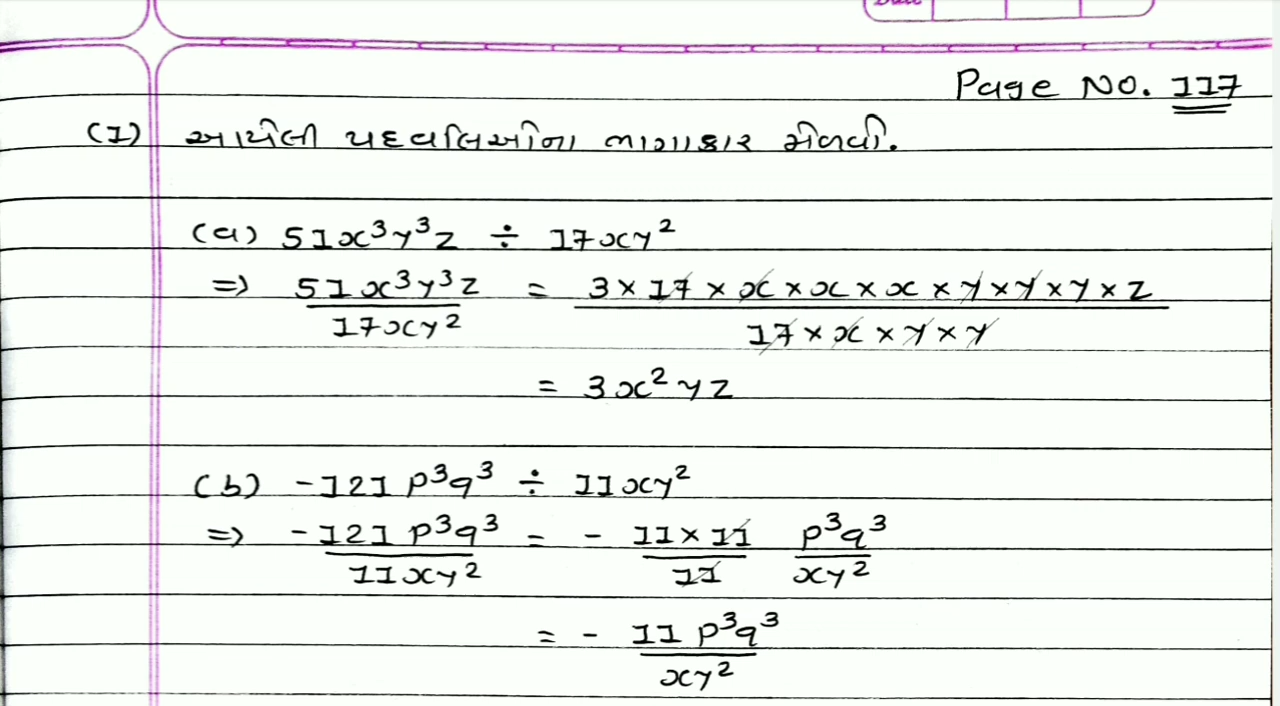 Date
Page No. 117
(1) આપેલી પદાવલિઓના ભાગાકાર મેળવો.
(a) 51x³y³z ÷ 17xy²
=> 51x³y³z / 17xy² = 3 × 17 × x × x × x × y × y × y × z / 17 × x × y × y
= 3x²yz
(b) -121 p³q³ ÷ 11xy²
=> -121 p³q³ / 11xy² = - 11 × 11 / 11 p³q³ / xy²
= - 11 p³q³ / xy²